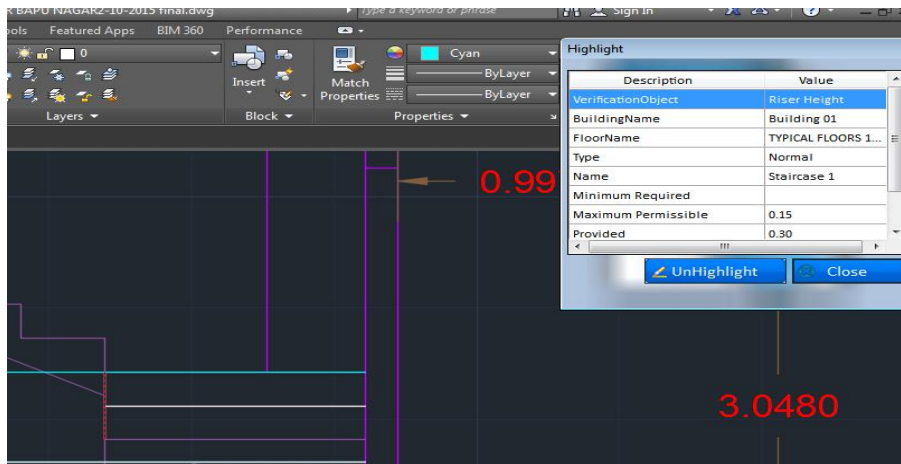 BAPU NAGAR2-10-2015 final.dwg
Type a keyword or phrase
Sign In
ools Featured Apps BIM 360 Performance
0
Insert
Match
Properties
Cyan
ByLayer
ByLayer
Layers
Block
Properties
Highlight
Description Value
VerificationObject Riser Height
BuildingName Building 01
FloorName TYPICAL FLOORS 1...
Type Normal
Name Staircase 1
Minimum Required
Maximum Permissible 0.15
Provided 0.30
UnHighlight Close
0.99
3.0480